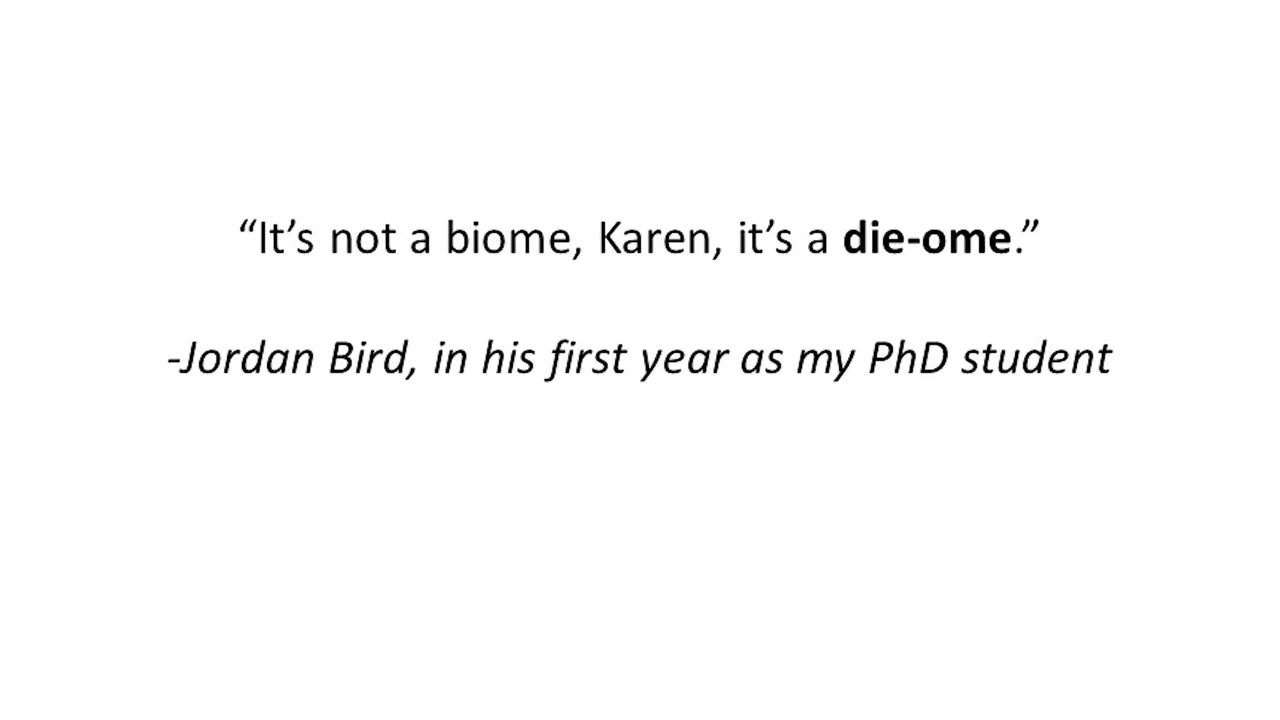 “It’s not a biome, Karen, it’s a die-ome.”
-Jordan Bird, in his first year as my PhD student